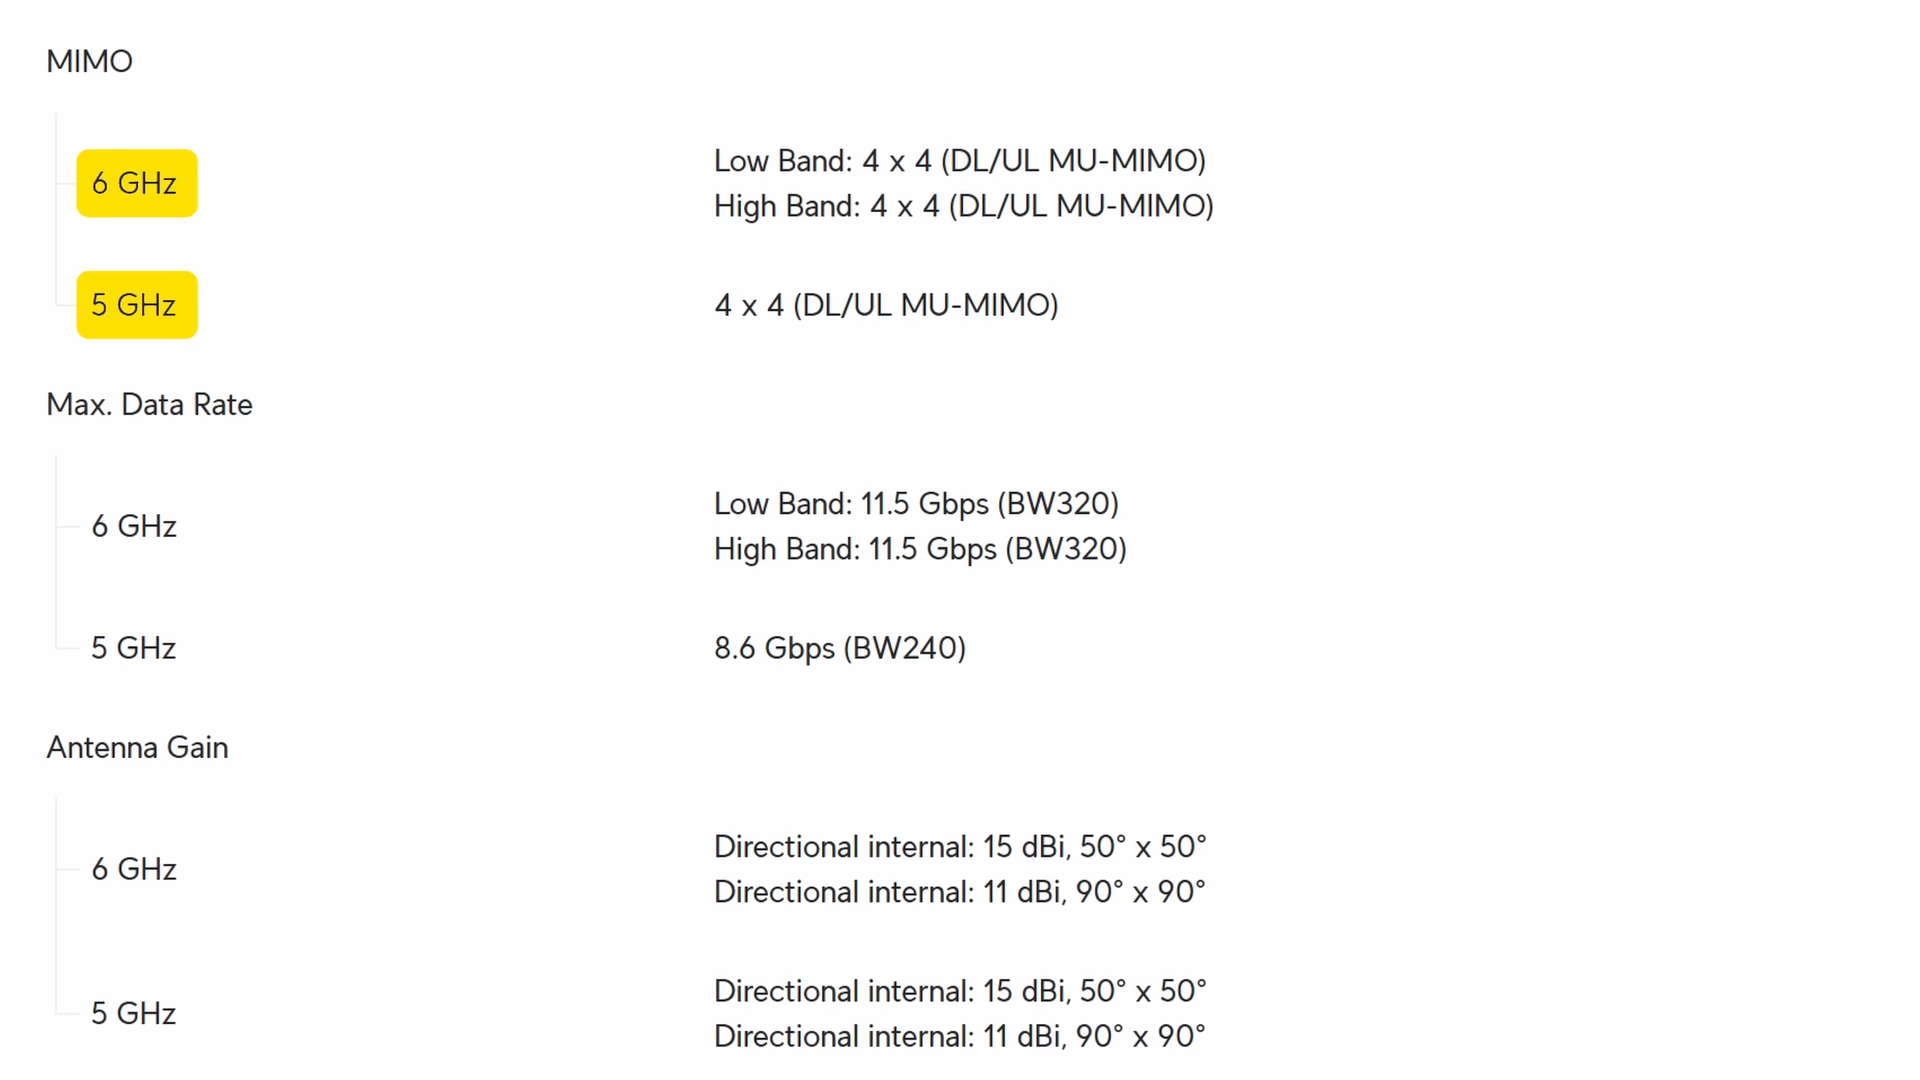 MIMO
6 GHz
Low Band: 4 x 4 (DL/UL MU-MIMO)
High Band: 4 x 4 (DL/UL MU-MIMO)
5 GHz
4 x 4 (DL/UL MU-MIMO)
Max. Data Rate
6 GHz
Low Band: 11.5 Gbps (BW320)
High Band: 11.5 Gbps (BW320)
5 GHz
8.6 Gbps (BW240)
Antenna Gain
6 GHz
Directional internal: 15 dBi, 50° x 50°
Directional internal: 11 dBi, 90° x 90°
5 GHz
Directional internal: 15 dBi, 50° x 50°
Directional internal: 11 dBi, 90° x 90°